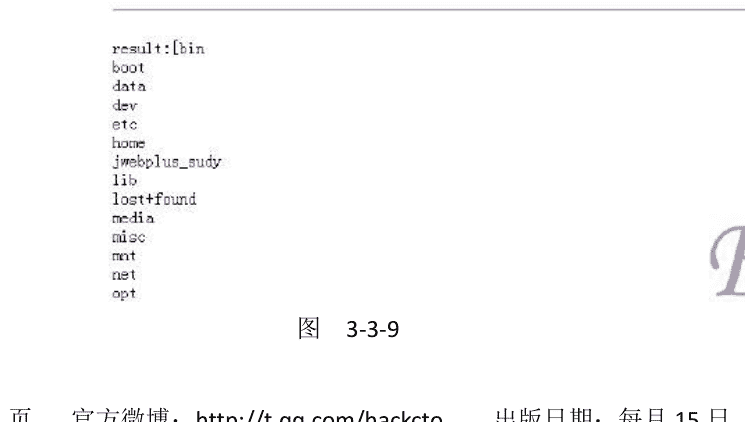 result:[bin
boot
data
dev
etc
home
jwebplus_sudy
lib
lost+found
media
misc
mnt
net
opt
图 3-3-9
页 官方微博：http://t.qq.com/hackcto 出版日期：每月 15 日